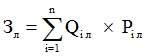 Зл = n∑i=1 Qiл × Piл